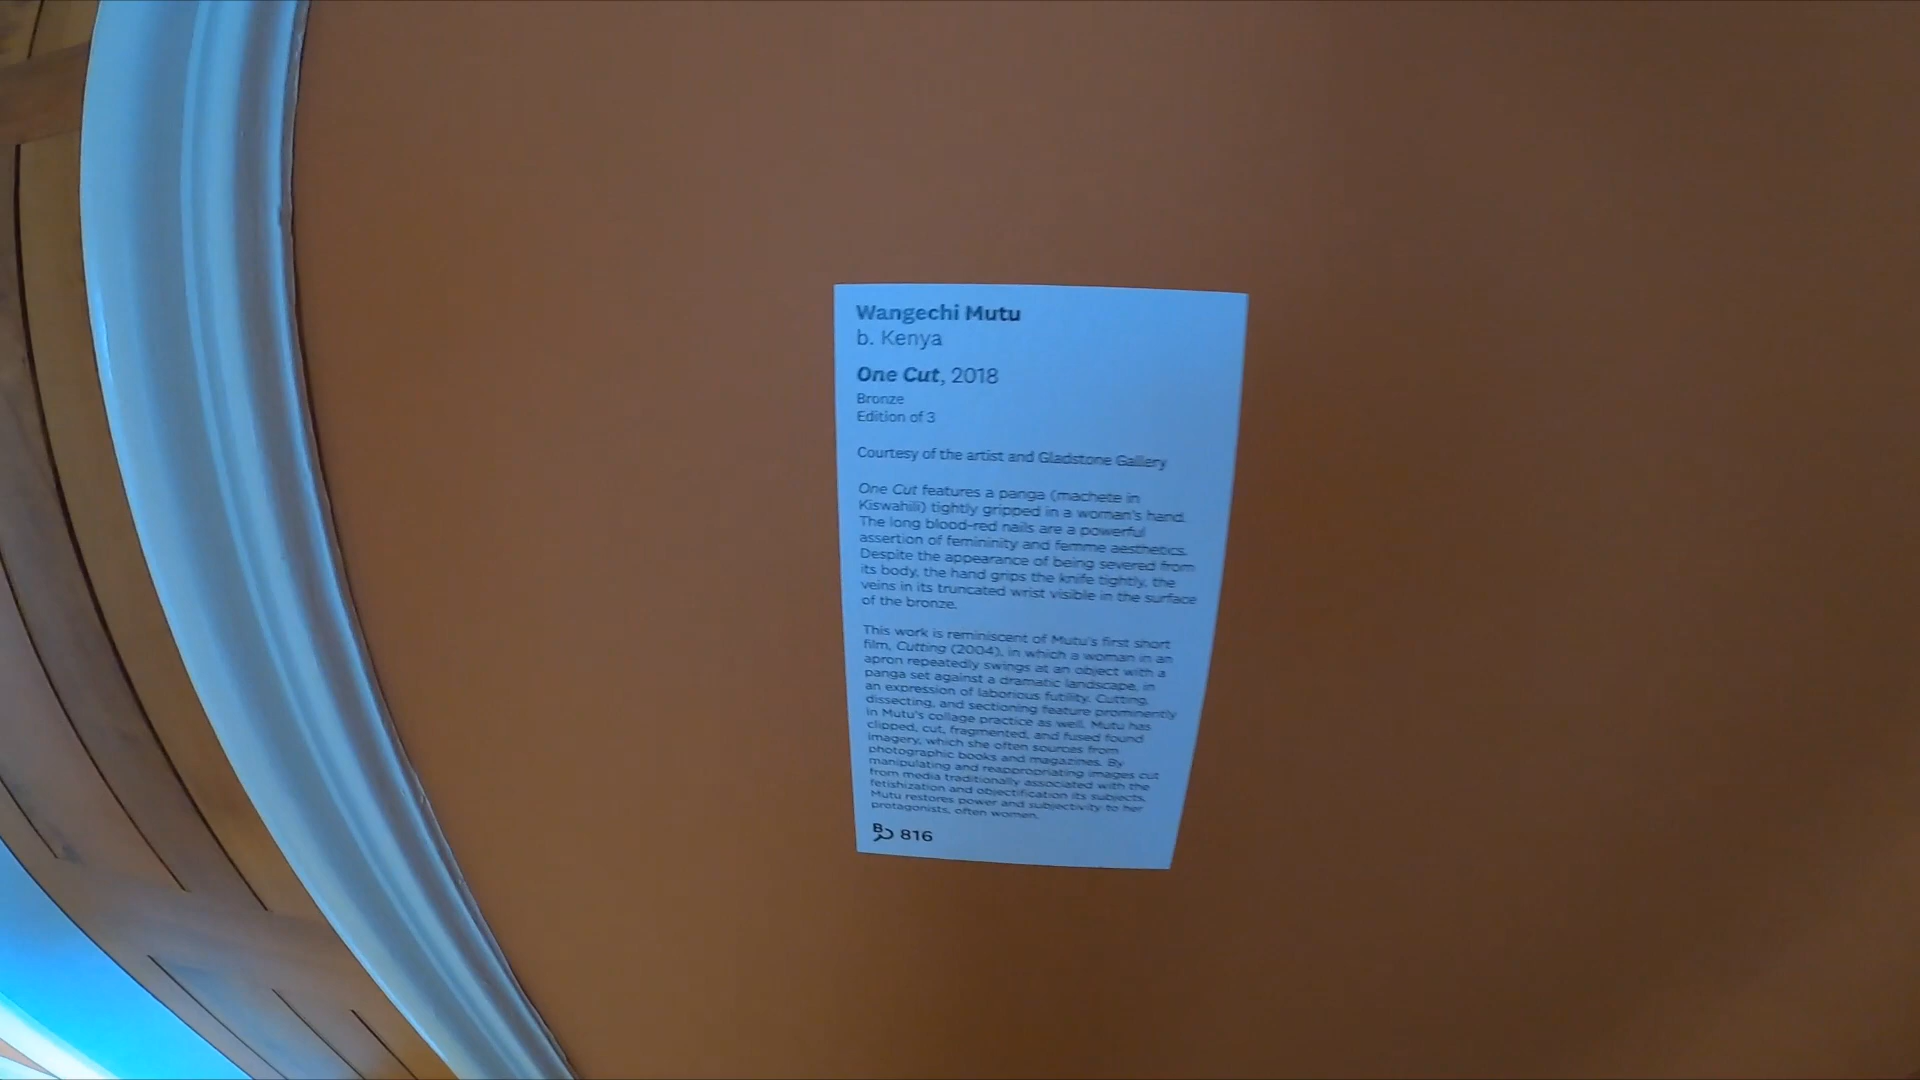 Wangechi Mutu
b. Kenya
One Cut, 2018
Bronze
Edition of 3
Courtesy of the artist and Gladstone Gallery
One Cut features a panga (machete in
Kiswahili) tightly gripped in a woman's hand.
The long blood-red nails are a powerful
assertion of femininity and femme aesthetics.
Despite the appearance of being severed from
its body, the hand grips the knife tightly, the
veins in its truncated wrist visible in the surface
of the bronze.
This work is reminiscent of Mutu's first short
film, Cutting (2004), in which a woman in an
apron repeatedly swings at an object with a
panga set against a dramatic landscape, in
an expression of laborious futility. Cutting,
dissecting, and sectioning feature prominently
in Mutu's collage practice as well. Mutu has
clipped, cut, fragmented, and fused found
imagery, which she often sources from
photographic books and magazines. By
manipulating and reappropriating images cut
from media traditionally associated with the
fetishization and objectification its subjects,
Mutu restores power and subjectivity to her
protagonists, often women.
816